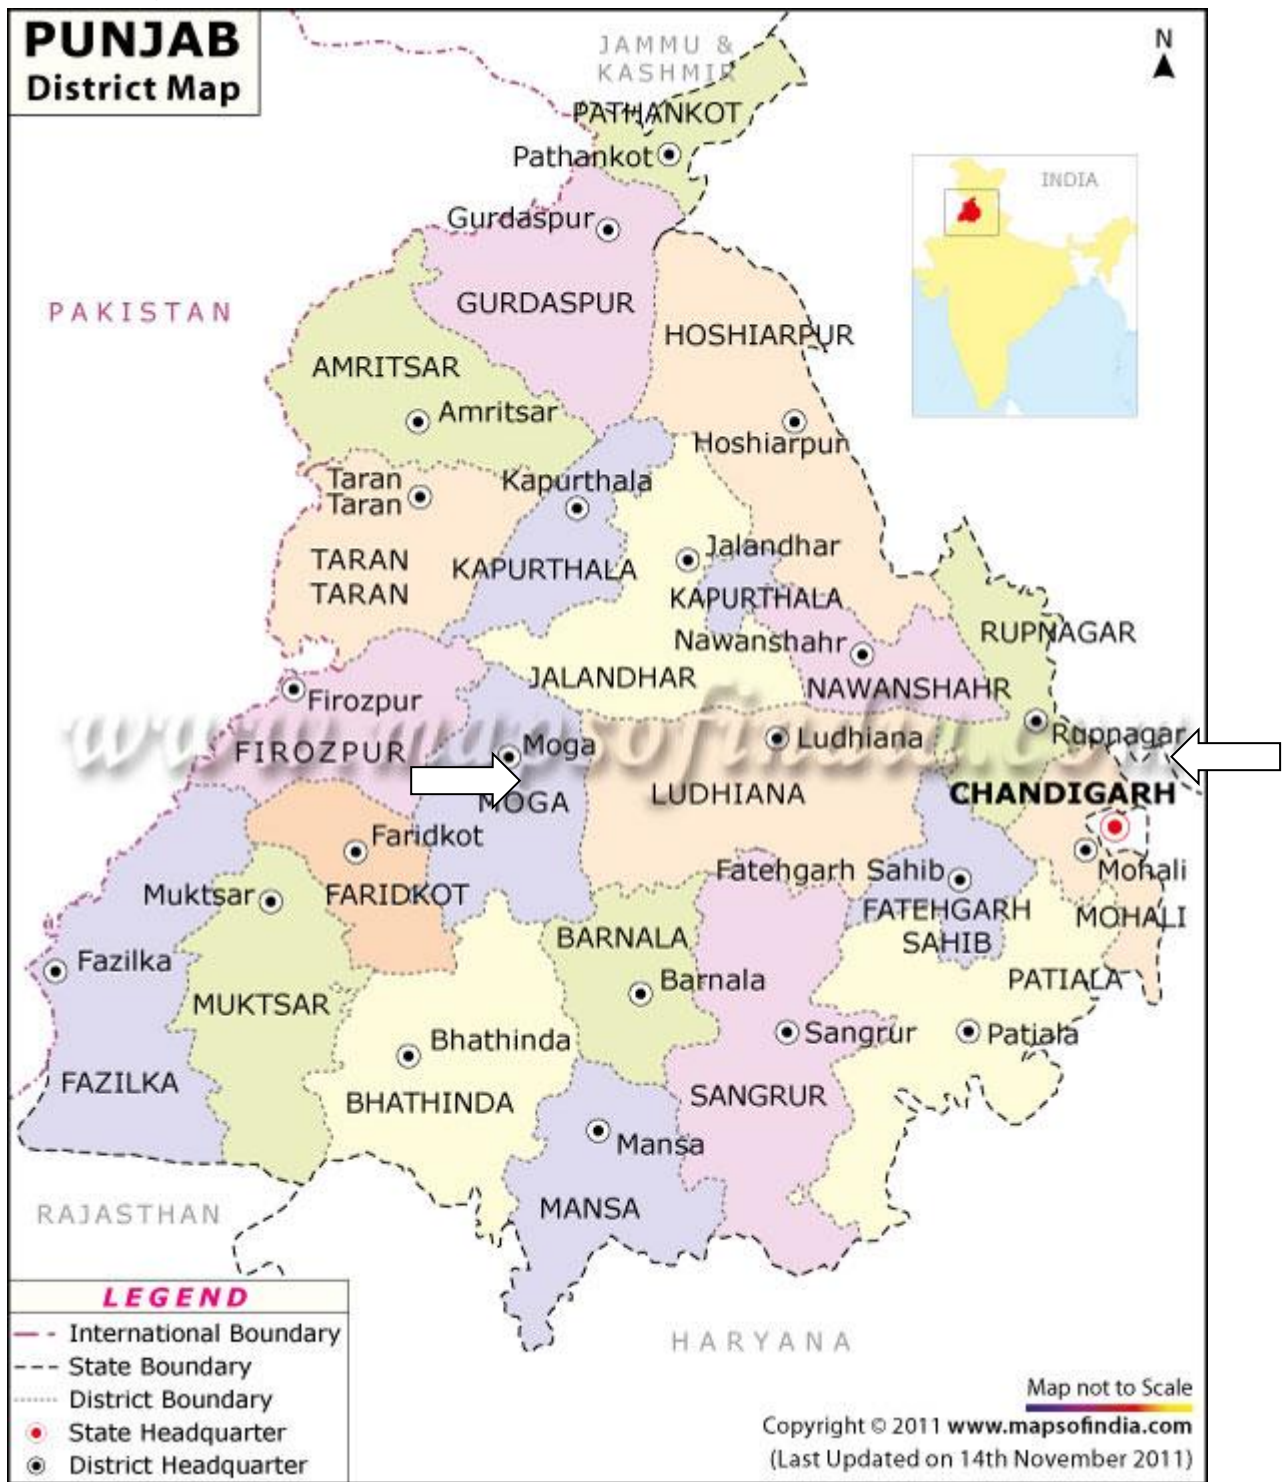 PUNJAB
District Map
JAMMU &
KASHMIR
N
PATHANKOT
Pathankot
INDIA
Gurdaspur
GURDASPUR
PAKISTAN
HOSHIARPUR
AMRITSAR
Amritsar
Hoshiarpur
Taran
Taran
Kapurthala
TARAN
TARAN
KAPURTHALA
Jalandhar
KAPURTHALA
RUPNAGAR
Nawanshahr
JALANDHAR
NAWANSHAHR
Firozpur
www.mapsofindia.com
Rupnagar
FIROZPUR
Moga
Ludhiana
MOGA
LUDHIANA
CHANDIGARH
Faridkot
Fatehgarh Sahib
Mohali
Muktsar
FARIDKOT
FATEHGARH
SAHIB
MOHALI
BARNALA
Fazilka
Barnala
PATIALA
MUKTSAR
Bhathinda
Sangrur
Patiala
FAZILKA
BHATHINDA
SANGRUR
Mansa
MANSA
RAJASTHAN
HARYANA
LEGEND
International Boundary
State Boundary
District Boundary
State Headquarter
District Headquarter
Map not to Scale
Copyright © 2011 www.mapsofindia.com
(Last Updated on 14th November 2011)